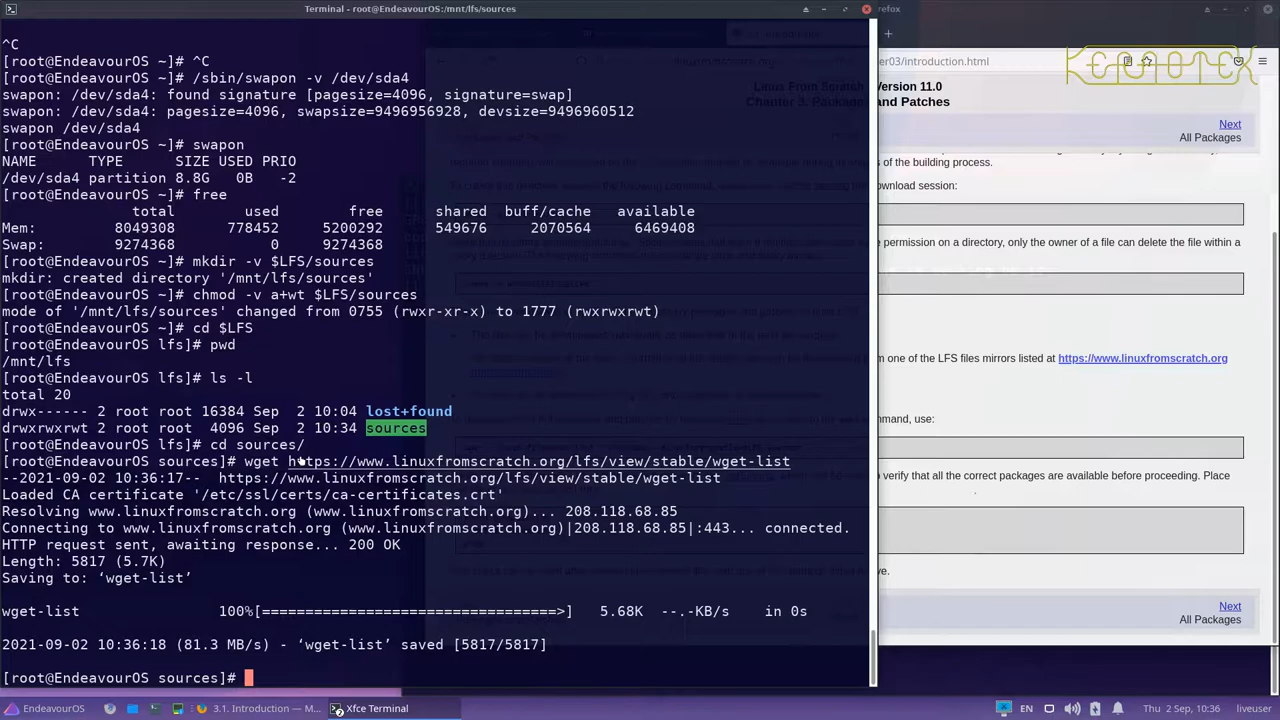 Terminal - root@EndeavourOS:/mnt/lfs/sources
^C
[root@EndeavourOS ~]# ^C
[root@EndeavourOS ~]# /sbin/swapon -v /dev/sda4
swapon: /dev/sda4: found signature [pagesize=4096, signature=swap]
swapon: /dev/sda4: pagesize=4096, swapsize=9496956928, devsize=9496960512
swapon /dev/sda4
[root@EndeavourOS ~]# swapon
NAME      TYPE      SIZE USED PRIO
/dev/sda4 partition 8.8G   0B   -2
[root@EndeavourOS ~]# free
total        used        free      shared  buff/cache   available
Mem:        8049308      778452     5200292      549676     2070564     6469408
Swap:       9274368           0     9274368
[root@EndeavourOS ~]# mkdir -v $LFS/sources
mkdir: created directory '/mnt/lfs/sources'
[root@EndeavourOS ~]# chmod -v a+wt $LFS/sources
mode of '/mnt/lfs/sources' changed from 0755 (rwxr-xr-x) to 1777 (rwxrwxrwt)
[root@EndeavourOS ~]# cd $LFS
[root@EndeavourOS lfs]# pwd
/mnt/lfs
[root@EndeavourOS lfs]# ls -l
total 20
drwx------ 2 root root 16384 Sep  2 10:04 lost+found
drwxrwxrwt 2 root root  4096 Sep  2 10:34 sources
[root@EndeavourOS lfs]# cd sources/
[root@EndeavourOS sources]# wget https://www.linuxfromscratch.org/lfs/view/stable/wget-list
--2021-09-02 10:36:17--  https://www.linuxfromscratch.org/lfs/view/stable/wget-list
Loaded CA certificate '/etc/ssl/certs/ca-certificates.crt'
Resolving www.linuxfromscratch.org (www.linuxfromscratch.org)... 208.118.68.85
Connecting to www.linuxfromscratch.org (www.linuxfromscratch.org)|208.118.68.85|:443... connected.
HTTP request sent, awaiting response... 200 OK
Length: 5817 (5.7K)
Saving to: ‘wget-list’
wget-list           100%[===================================>]   5.68K  --.-KB/s    in 0s
2021-09-02 10:36:18 (81.3 MB/s) - ‘wget-list’ saved [5817/5817]
[root@EndeavourOS sources]#
efox
+
er03/introduction.html
KENOTEK
Linux From Scratch Version 11.0
Chapter 3. Packages and Patches
Next
All Packages
s of the building process.
ownload session:
e permission on a directory, only the owner of a file can delete the file within a
m one of the LFS files mirrors listed at https://www.linuxfromscratch.org
ommand, use:
to verify that all the correct packages are available before proceeding. Place
ve.
Next
All Packages
EndeavourOS
3.1. Introduction — M...
Xfce Terminal
EN
Thu 2 Sep, 10:36
liveuser